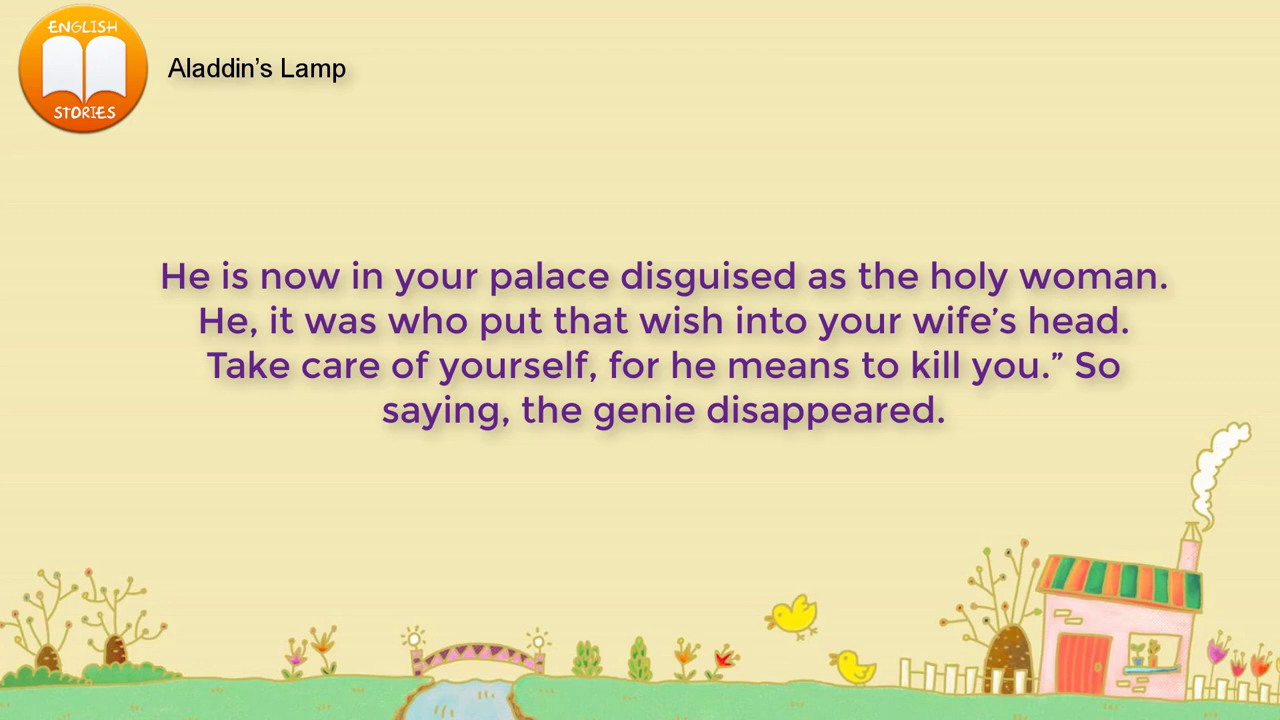 ENGLISH
STORIES
Aladdin’s Lamp
He is now in your palace disguised as the holy woman.
He, it was who put that wish into your wife’s head.
Take care of yourself, for he means to kill you.” So
saying, the genie disappeared.